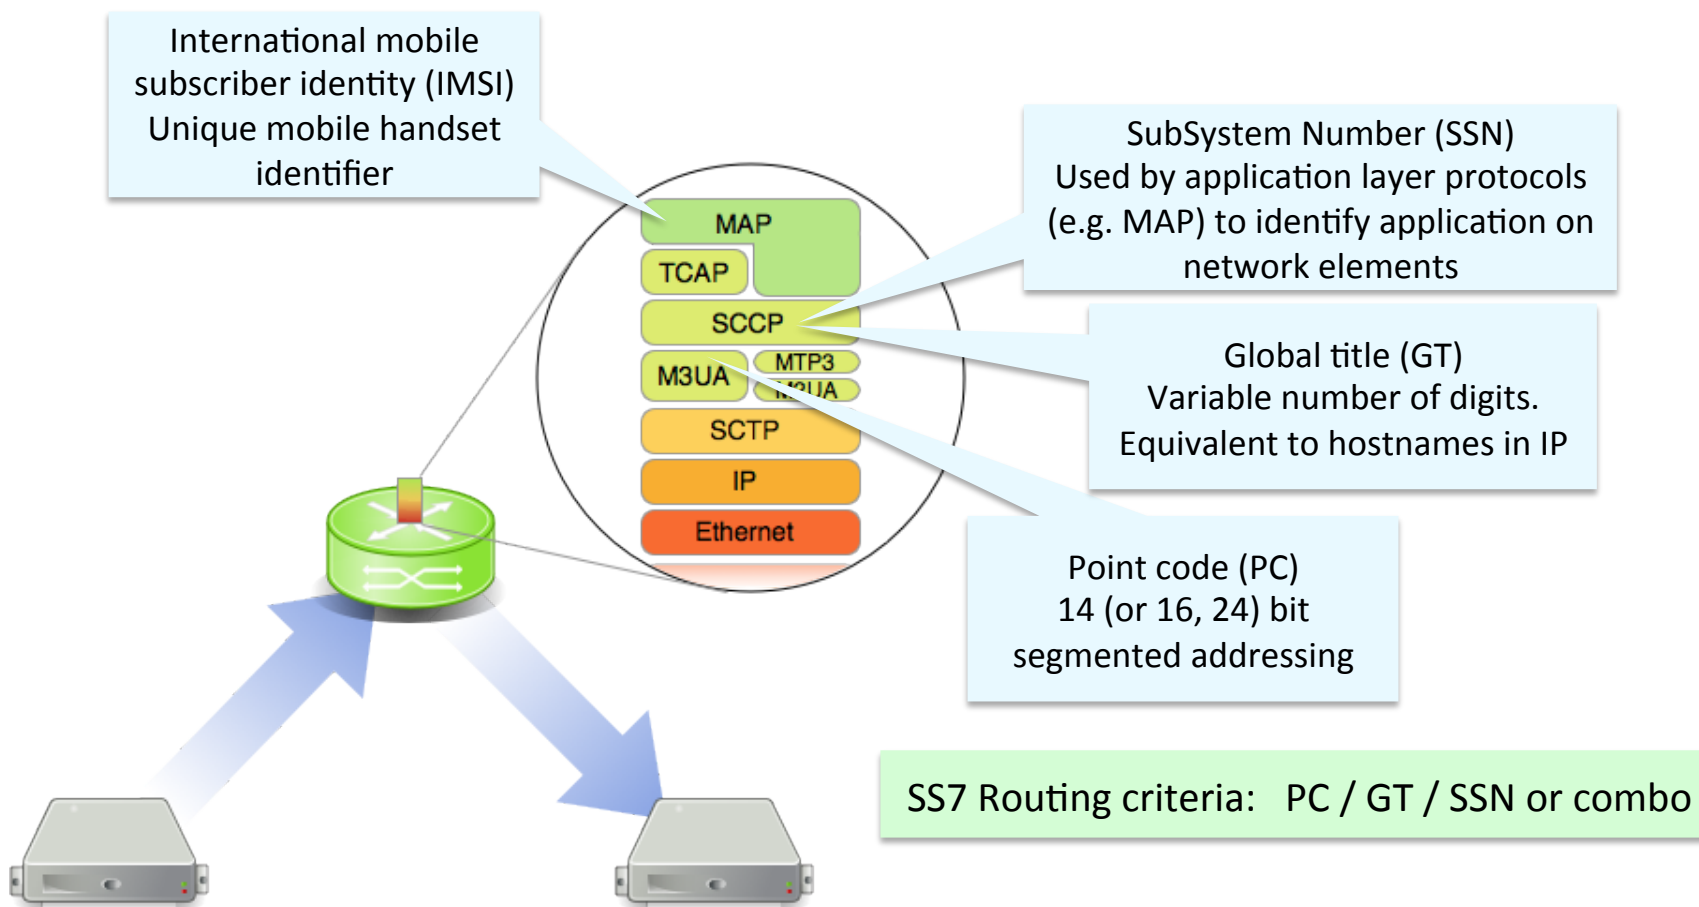 International mobile
subscriber identity (IMSI)
Unique mobile handset
identifier
SubSystem Number (SSN)
Used by application layer protocols
(e.g. MAP) to identify application on
network elements
MAP
TCAP
SCCP
M3UA
MTP3
M2UA
SCTP
IP
Ethernet
Global title (GT)
Variable number of digits.
Equivalent to hostnames in IP
Point code (PC)
14 (or 16, 24) bit
segmented addressing
SS7 Routing criteria: PC / GT / SSN or combo